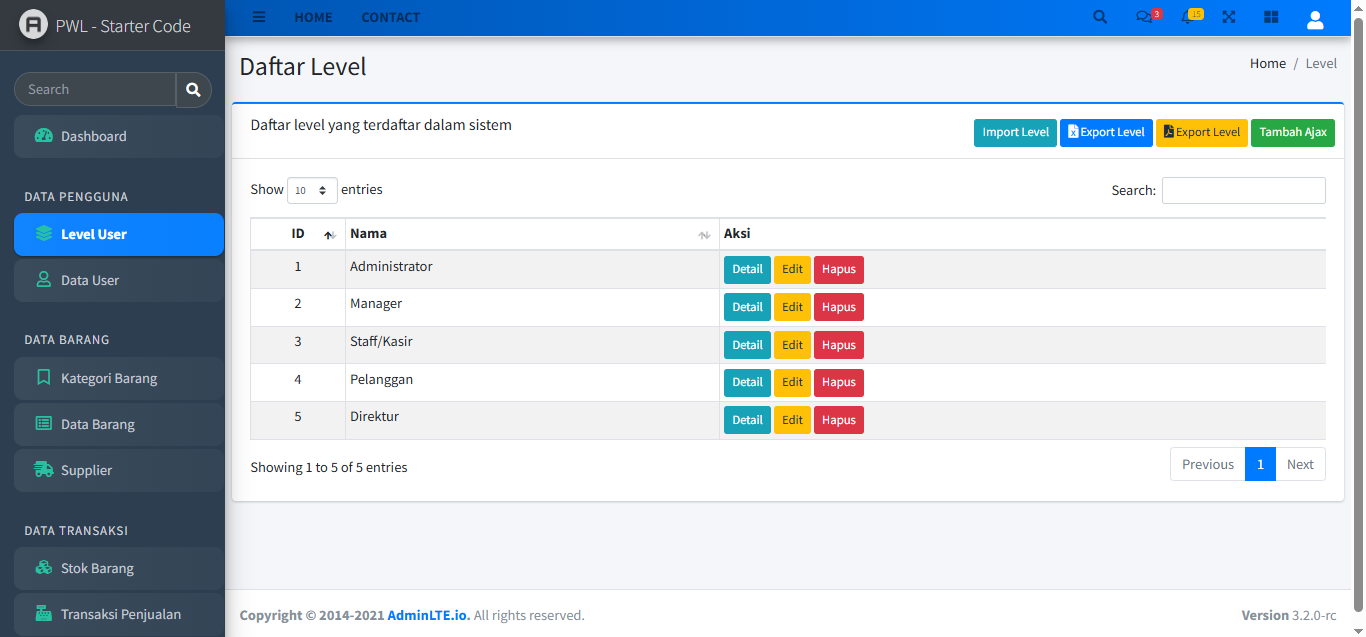 PWL - Starter Code
HOME CONTACT 3 15
Search
Dashboard
DATA PENGGUNA
Level User
Data User
DATA BARANG
Kategori Barang
Data Barang
Supplier
DATA TRANSAKSI
Stok Barang
Transaksi Penjualan
Daftar Level
Home / Level
Daftar level yang terdaftar dalam sistem
Import Level Export Level Export Level Tambah Ajax
Show 10 entries Search:
ID Nama Aksi
1 Administrator Detail Edit Hapus
2 Manager Detail Edit Hapus
3 Staff/Kasir Detail Edit Hapus
4 Pelanggan Detail Edit Hapus
5 Direktur Detail Edit Hapus
Showing 1 to 5 of 5 entries Previous 1 Next
Copyright © 2014-2021 AdminLTE.io. All rights reserved. Version 3.2.0-rc